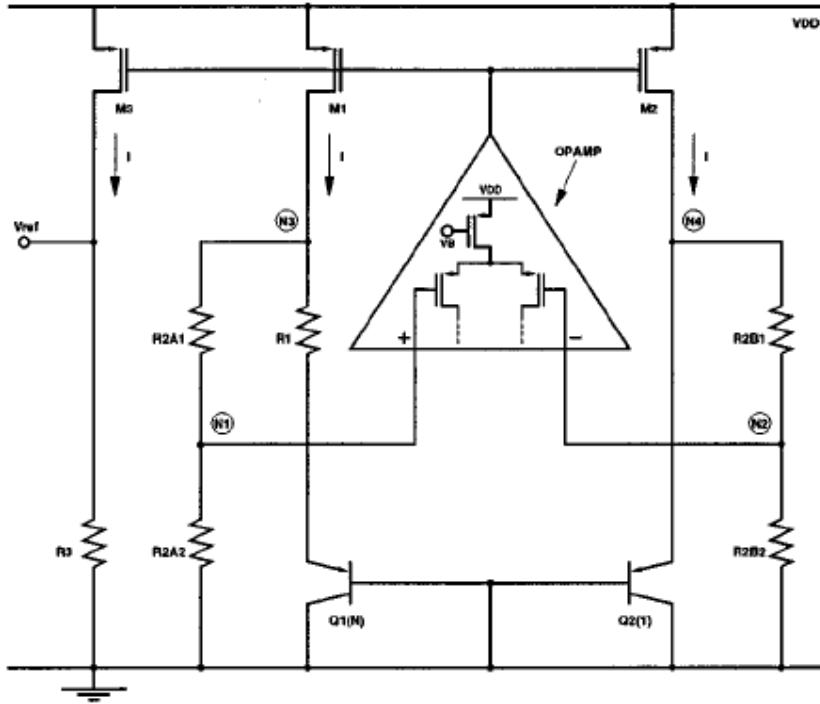 VDD
M3
M1
M2
I
I
I
OPAMP
VDD
N3
N4
Vref
VB
R2A1
R1
+
−
R2B1
N1
N2
R3
R2A2
R2B2
Q1(N)
Q2(1)